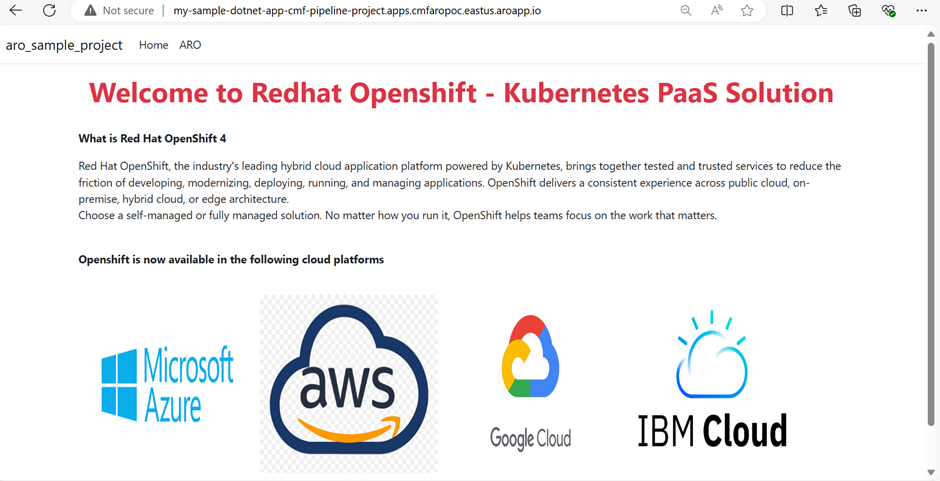 Not secure | my-sample-dotnet-app-cmf-pipeline-project.apps.cmfaropoc.eastus.aroapp.io
aro_sample_project Home ARO
Welcome to Redhat Openshift - Kubernetes PaaS Solution
What is Red Hat OpenShift 4
Red Hat OpenShift, the industry's leading hybrid cloud application platform powered by Kubernetes, brings together tested and trusted services to reduce the
friction of developing, modernizing, deploying, running, and managing applications. OpenShift delivers a consistent experience across public cloud, on-
premise, hybrid cloud, or edge architecture.
Choose a self-managed or fully managed solution. No matter how you run it, OpenShift helps teams focus on the work that matters.
Openshift is now available in the following cloud platforms
Microsoft
Azure
aws
Google Cloud
IBM Cloud